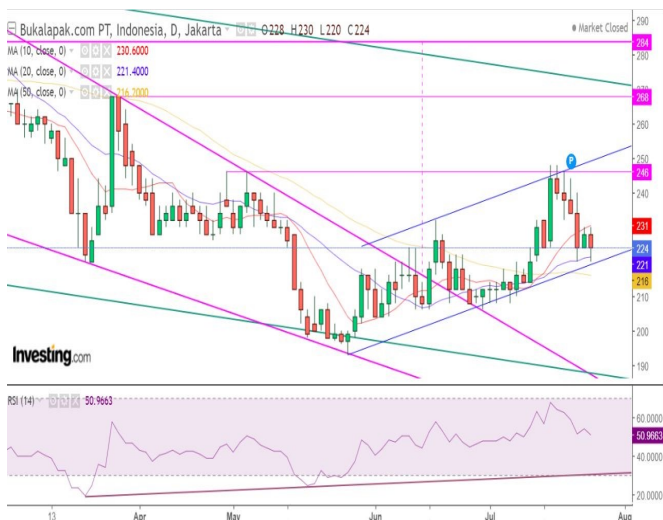 Bukalapak.com PT, Indonesia, D, Jakarta O228 H230 L220 C224
Market Closed
MA (10, close, 0) 230.6000
MA (20, close, 0) 221.4000
MA (50, close, 0) 216.7000
290
284
280
270
268
260
250
246
240
231
224
221
216
210
200
190
P
Investing.com
RSI (14) 50.9663
60.0000
50.9663
40.0000
20.0000
13 Apr May Jun Jul Aug